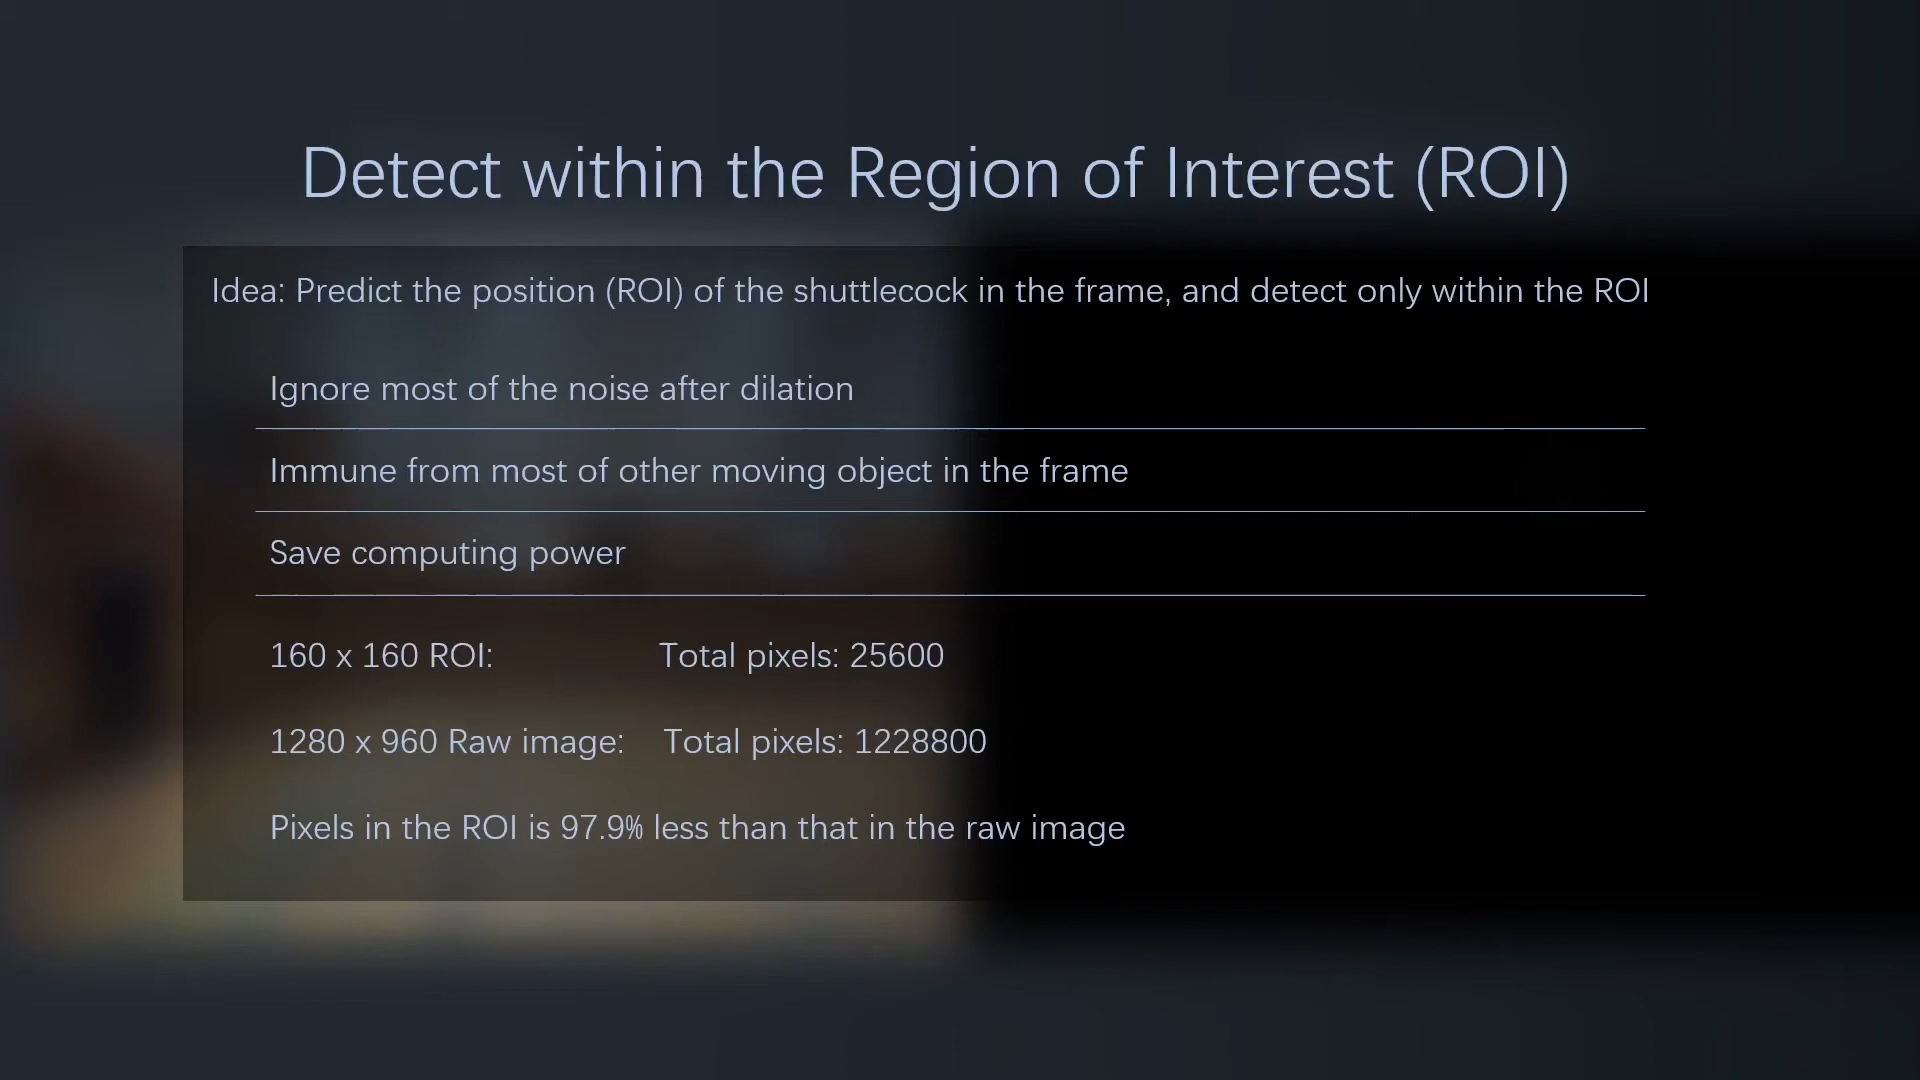 Detect within the Region of Interest (ROI)
Idea: Predict the position (ROI) of the shuttlecock in the frame, and detect only within the ROI
Ignore most of the noise after dilation
Immune from most of other moving object in the frame
Save computing power
160 x 160 ROI: Total pixels: 25600
1280 x 960 Raw image: Total pixels: 1228800
Pixels in the ROI is 97.9% less than that in the raw image